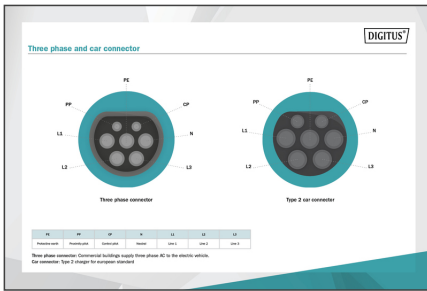 DIGITUS®
Three phase and car connector
PE
PP
CP
L1
N
L2
L3
Three phase connector
PE
PP
CP
L1
N
L2
L3
Type 2 car connector
PE PP CP N L1 L2 L3
Protective earth Proximity pilot Control pilot Neutral Line 1 Line 2 Line 3
Three phase connector: Commercial buildings supply three phase AC to the electric vehicle.
Car connector: Type 2 charger for european standard